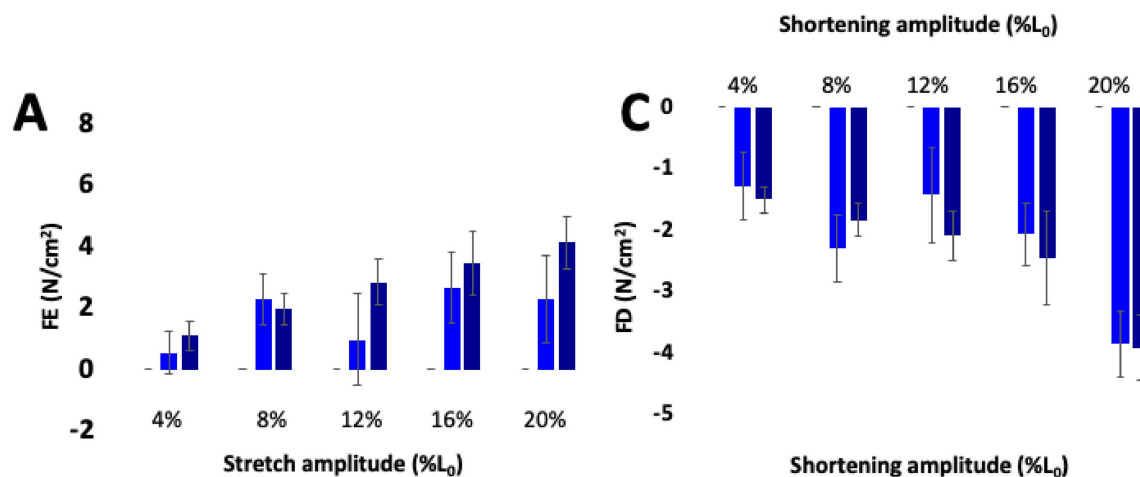 A
FE (N/cm²)
8
6
4
2
0
-2
4% 8% 12% 16% 20%
Stretch amplitude (%L₀)
Shortening amplitude (%L₀)
C
FD (N/cm²)
4% 8% 12% 16% 20%
0
-1
-2
-3
-4
-5
Shortening amplitude (%L₀)